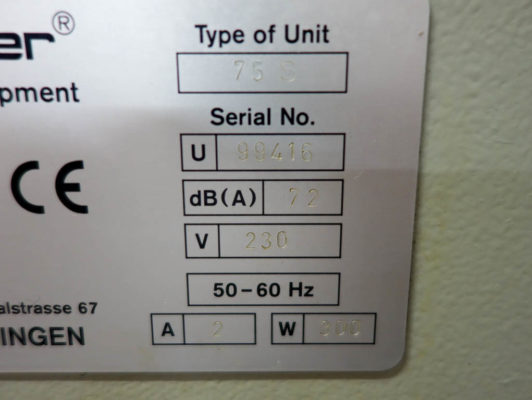 er®
Type of Unit
75 S
pment
Serial No.
U 99416
CE
dB(A) 72
V 230
50-60 Hz
alstrasse 67
INGEN
A 2 W 300